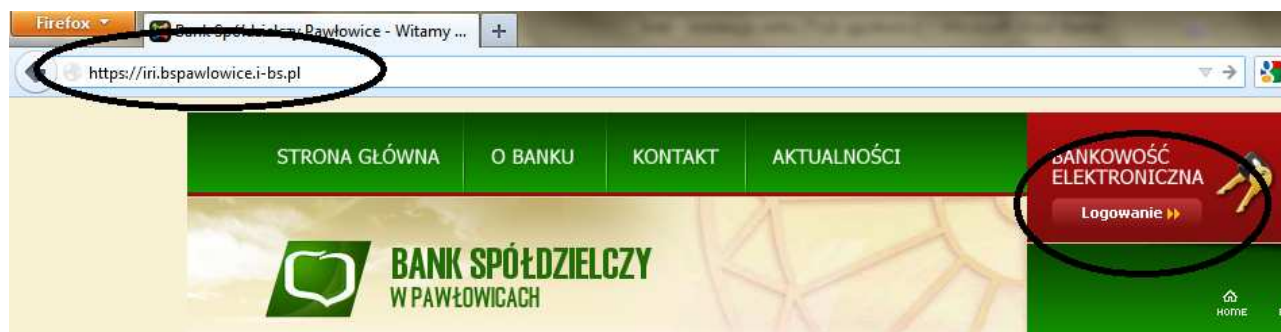 Firefox
Bank Spółdzielczy Pawłowice - Witamy ...
https://iri.bspawlowice.i-bs.pl
STRONA GŁÓWNA O BANKU KONTAKT AKTUALNOŚCI
BANKOWOŚĆ
ELEKTRONICZNA
Logowanie
BANK SPÓŁDZIELCZY
W PAWŁOWICACH
HOME